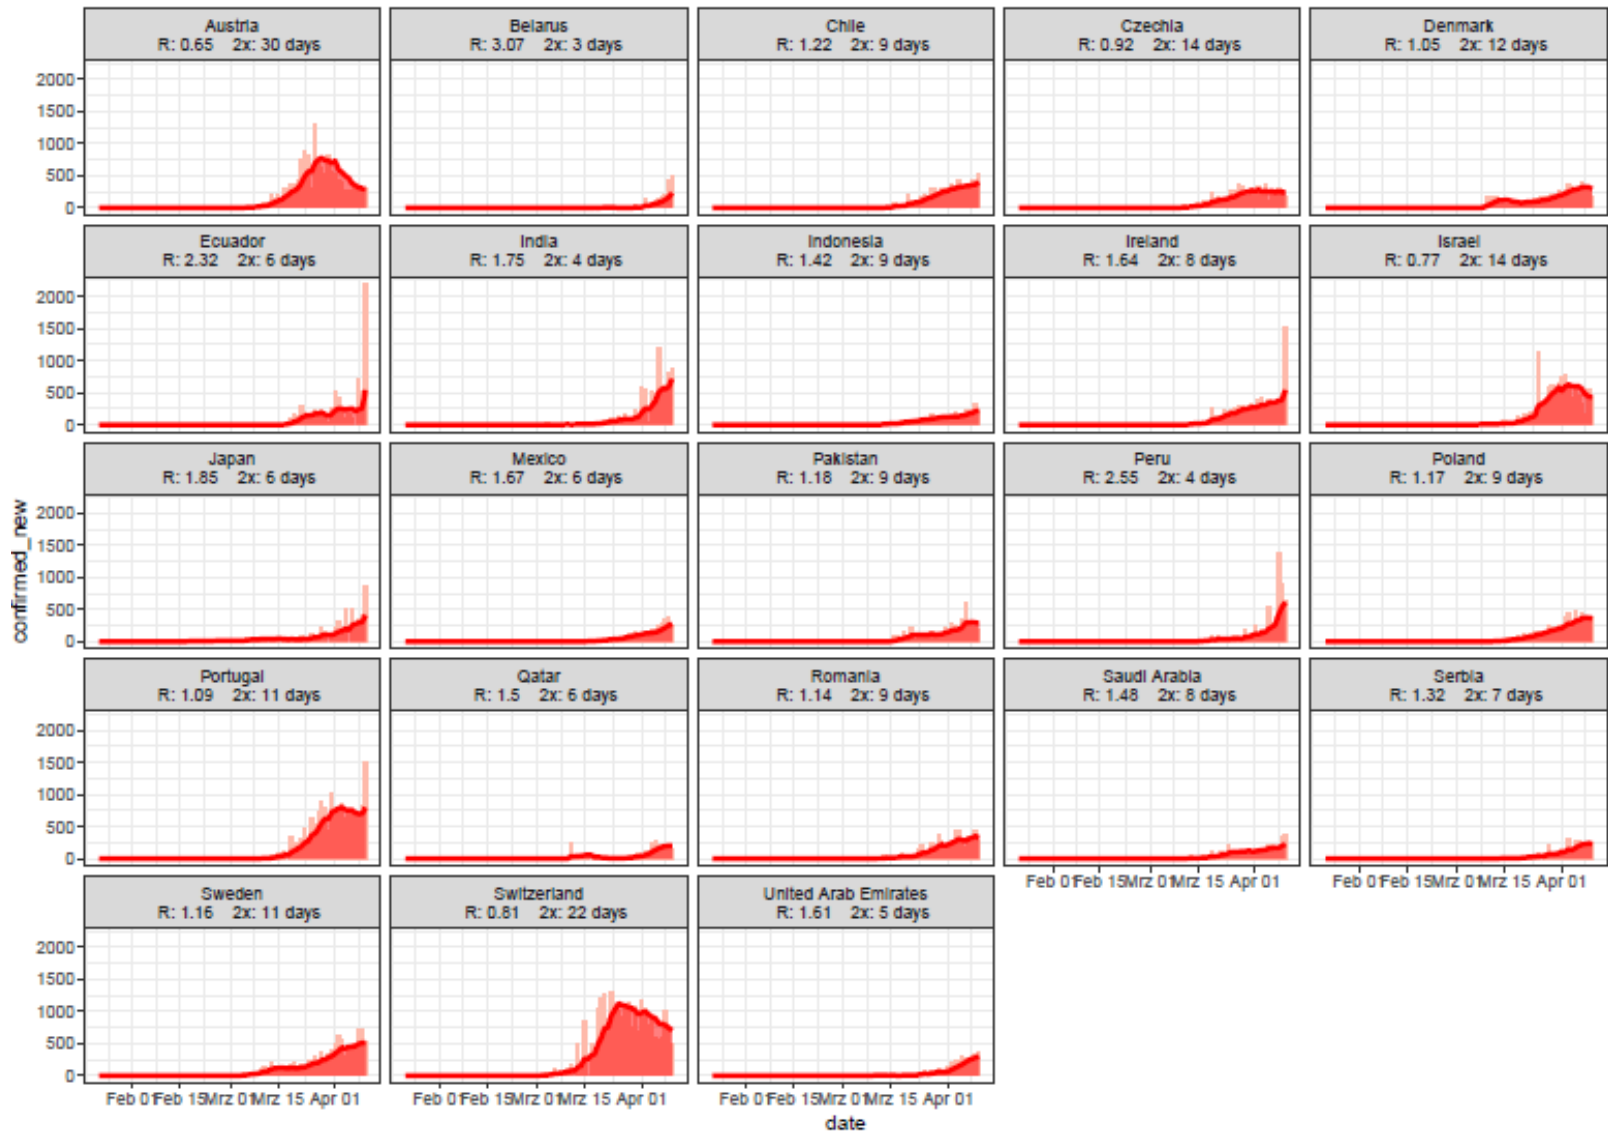 Austria
R: 0.65 2x: 30 days
Belarus
R: 3.07 2x: 3 days
Chile
R: 1.22 2x: 9 days
Czechia
R: 0.92 2x: 14 days
Denmark
R: 1.05 2x: 12 days
2000
1500
1000
500
0
Ecuador
R: 2.32 2x: 6 days
India
R: 1.75 2x: 4 days
Indonesia
R: 1.42 2x: 9 days
Ireland
R: 1.64 2x: 8 days
Israel
R: 0.77 2x: 14 days
2000
1500
1000
500
0
Japan
R: 1.85 2x: 6 days
Mexico
R: 1.67 2x: 6 days
Pakistan
R: 1.18 2x: 9 days
Peru
R: 2.55 2x: 4 days
Poland
R: 1.17 2x: 9 days
confirmed_new
2000
1500
1000
500
0
Portugal
R: 1.09 2x: 11 days
Qatar
R: 1.5 2x: 6 days
Romania
R: 1.14 2x: 9 days
Saudi Arabia
R: 1.48 2x: 8 days
Serbia
R: 1.32 2x: 7 days
2000
1500
1000
500
0
Feb 01 Feb 15 Mrz 01 Mrz 15 Apr 01
Feb 01 Feb 15 Mrz 01 Mrz 15 Apr 01
Sweden
R: 1.16 2x: 11 days
Switzerland
R: 0.81 2x: 22 days
United Arab Emirates
R: 1.61 2x: 5 days
2000
1500
1000
500
0
Feb 01 Feb 15 Mrz 01 Mrz 15 Apr 01
Feb 01 Feb 15 Mrz 01 Mrz 15 Apr 01
Feb 01 Feb 15 Mrz 01 Mrz 15 Apr 01
date